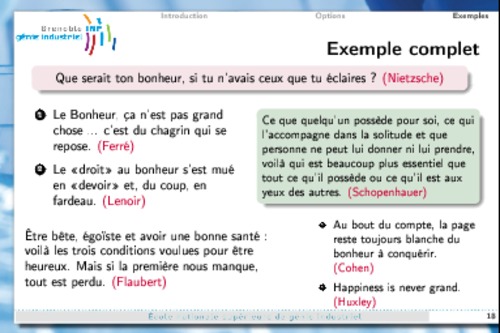 Introduction
Options
Exemples
Grenoble INP
génie industriel
Exemple complet
Que serait ton bonheur, si tu n'avais ceux que tu éclaires ? (Nietzsche)
1 Le Bonheur, ça n'est pas grand
chose ... c'est du chagrin qui se
repose. (Ferré)
2 Le «droit» au bonheur s'est mué
en «devoir» et, du coup, en
fardeau. (Lenoir)
Ce que quelqu'un possède pour soi, ce qui
l'accompagne dans la solitude et que
personne ne peut lui donner ni lui prendre,
voilà qui est beaucoup plus essentiel que
tout ce qu'il possède ou ce qu'il est aux
yeux des autres. (Schopenhauer)
Être bête, égoïste et avoir une bonne santé :
voilà les trois conditions voulues pour être
heureux. Mais si la première nous manque,
tout est perdu. (Flaubert)
Au bout du compte, la page
reste toujours blanche du
bonheur à conquérir.
(Cohen)
Happiness is never grand.
(Huxley)
École nationale supérieure de génie industriel
18